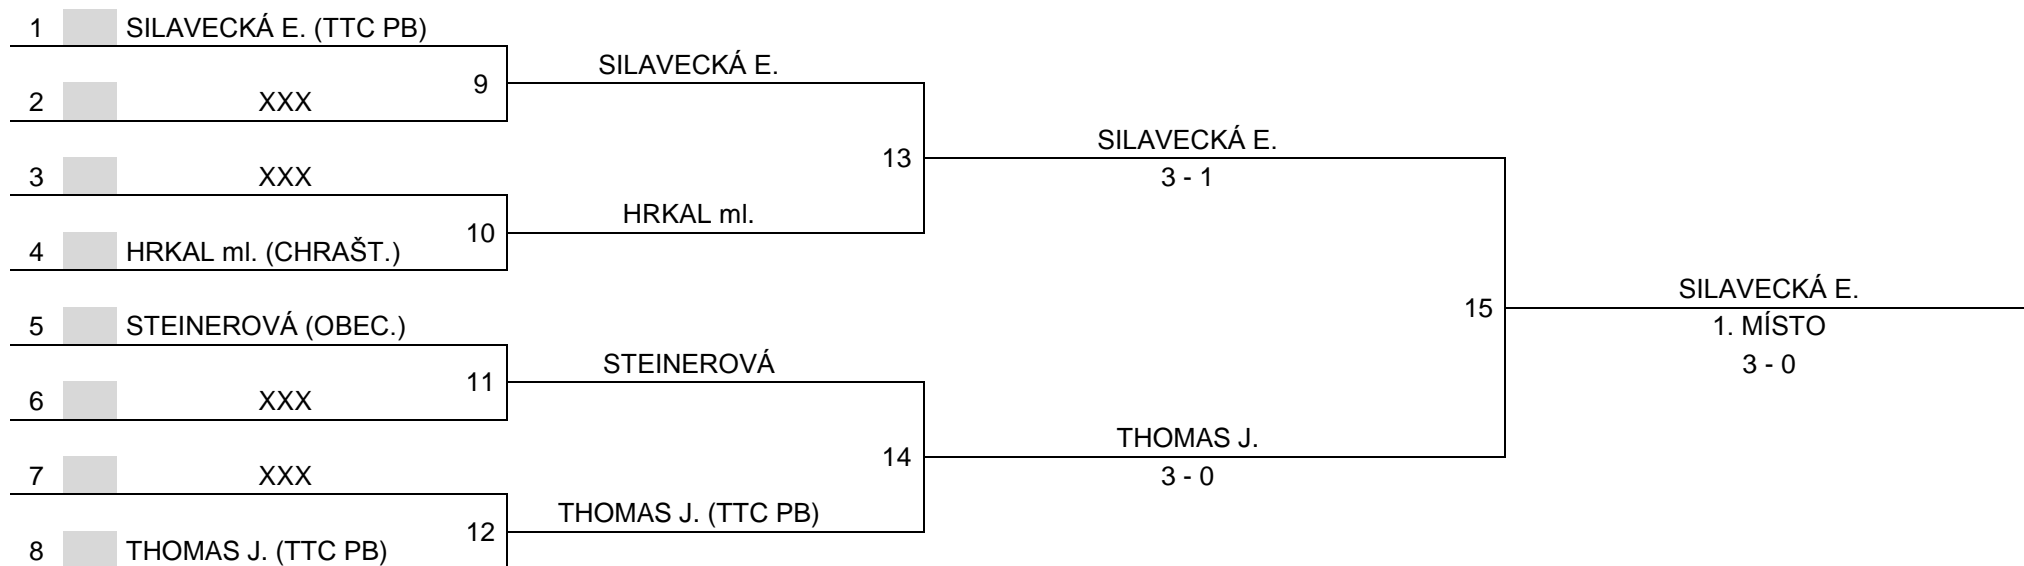 1 SILAVECKÁ E. (TTC PB)
SILAVECKÁ E.
9
2 XXX
SILAVECKÁ E.
13
3 XXX
3 - 1
HRKAL ml.
10
4 HRKAL ml. (CHRAŠT.)
SILAVECKÁ E.
15
5 STEINEROVÁ (OBEC.)
1. MÍSTO
STEINEROVÁ
3 - 0
11
6 XXX
THOMAS J.
14
7 XXX
3 - 0
THOMAS J. (TTC PB)
12
8 THOMAS J. (TTC PB)